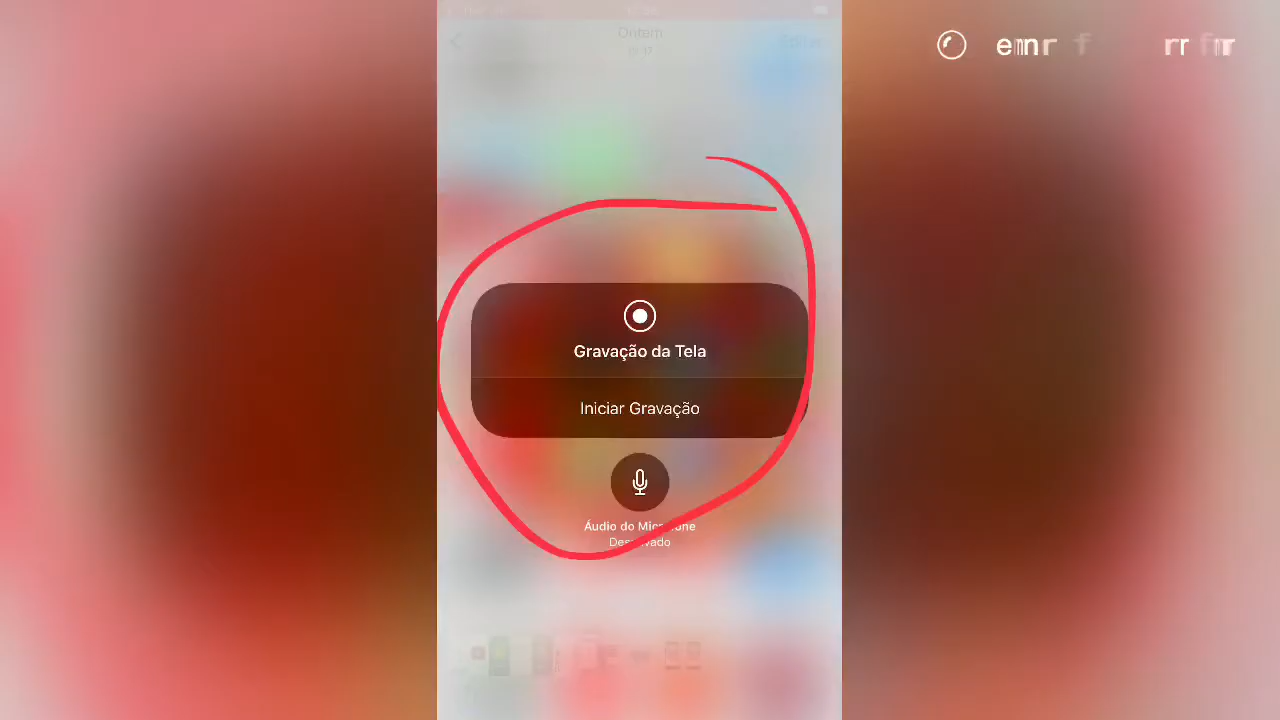 Ontem
Gravação da Tela
Iniciar Gravação
Áudio do Microfone
Desativado